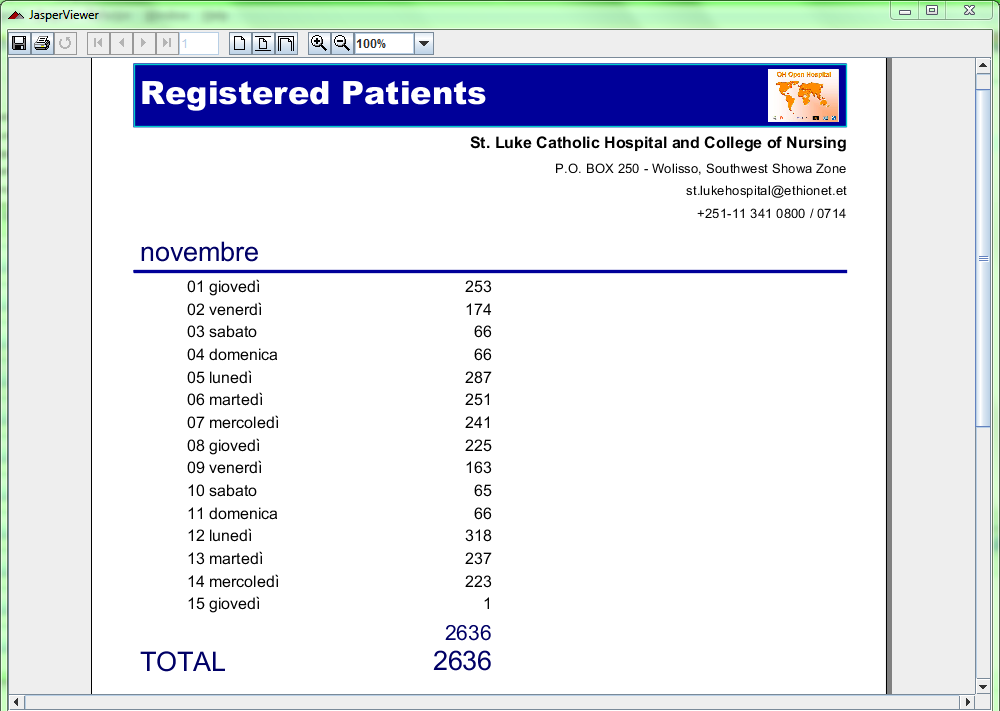 JasperViewer
1
100%
Registered Patients
OH Open Hospital
St. Luke Catholic Hospital and College of Nursing
P.O. BOX 250 - Wolisso, Southwest Showa Zone
st.lukehospital@ethionet.et
+251-11 341 0800 / 0714
novembre
01 giovedì 253
02 venerdì 174
03 sabato 66
04 domenica 66
05 lunedì 287
06 martedì 251
07 mercoledì 241
08 giovedì 225
09 venerdì 163
10 sabato 65
11 domenica 66
12 lunedì 318
13 martedì 237
14 mercoledì 223
15 giovedì 1
2636
TOTAL 2636